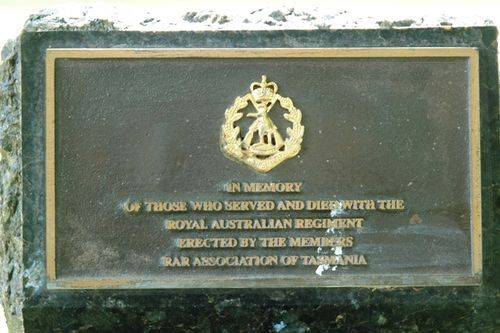 IN MEMORY
OF THOSE WHO SERVED AND DIED WITH THE
ROYAL AUSTRALIAN REGIMENT
ERECTED BY THE MEMBERS
RAR ASSOCIATION OF TASMANIA